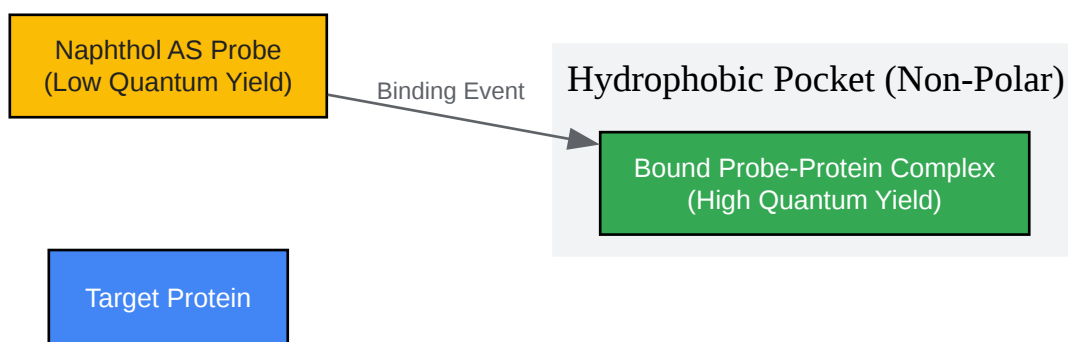 Naphthol AS Probe
(Low Quantum Yield)
Binding Event
Hydrophobic Pocket (Non-Polar)
Bound Probe-Protein Complex
(High Quantum Yield)
Target Protein